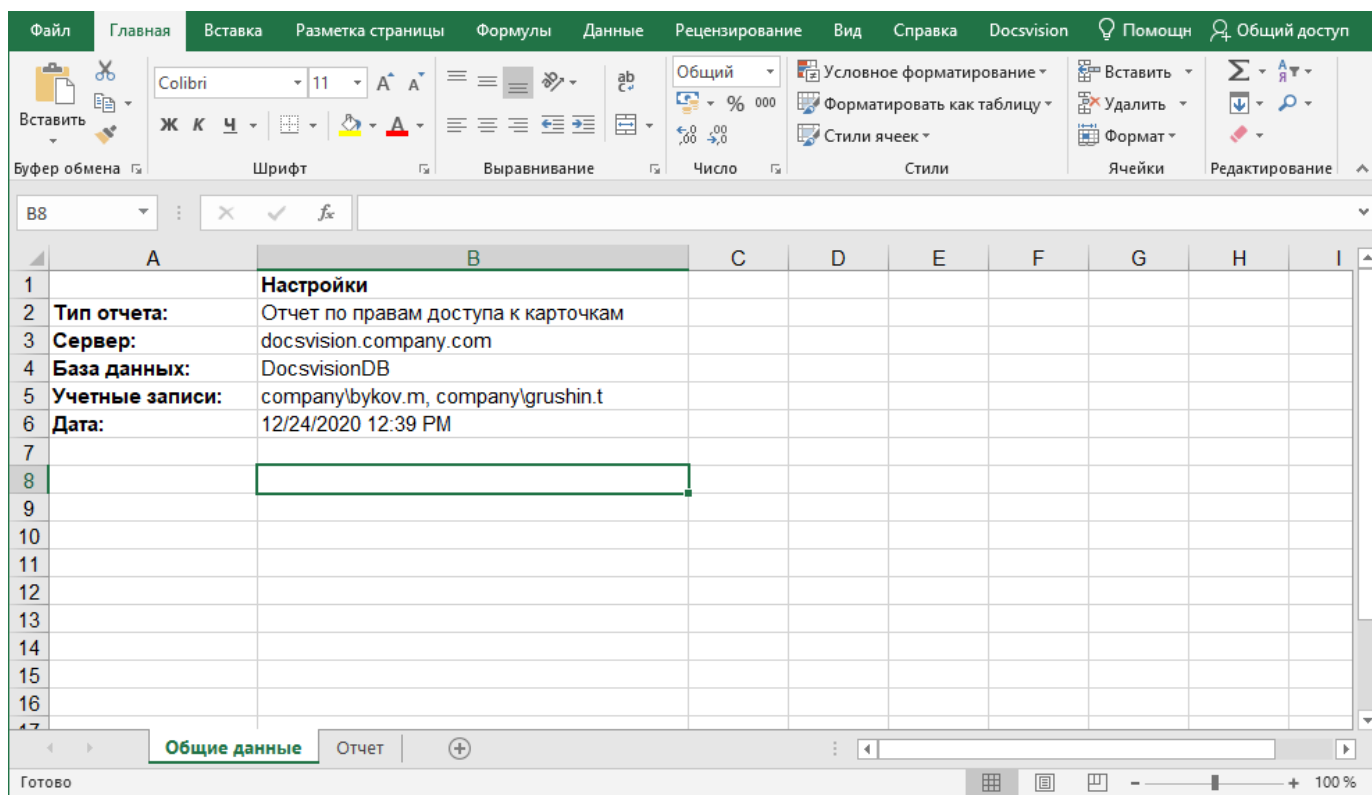 Файл Главная Вставка Разметка страницы Формулы Данные Рецензирование Вид Справка Docsvision Помощн Общий доступ
Colibri 11 Общий Условное форматирование Вставить
Вставить % 000 Форматировать как таблицу Удалить
Ж К Ч Стили ячеек Формат
Буфер обмена Шрифт Выравнивание Число Стили Ячейки Редактирование
B8 fx
A B C D E F G H I
1 Настройки
2 Тип отчета: Отчет по правам доступа к карточкам
3 Сервер: docsvision.company.com
4 База данных: DocsvisionDB
5 Учетные записи: company\bykov.m, company\grushin.t
6 Дата: 12/24/2020 12:39 PM
7
8
9
10
11
12
13
14
15
16
17
Общие данные Отчет
Готово 100 %